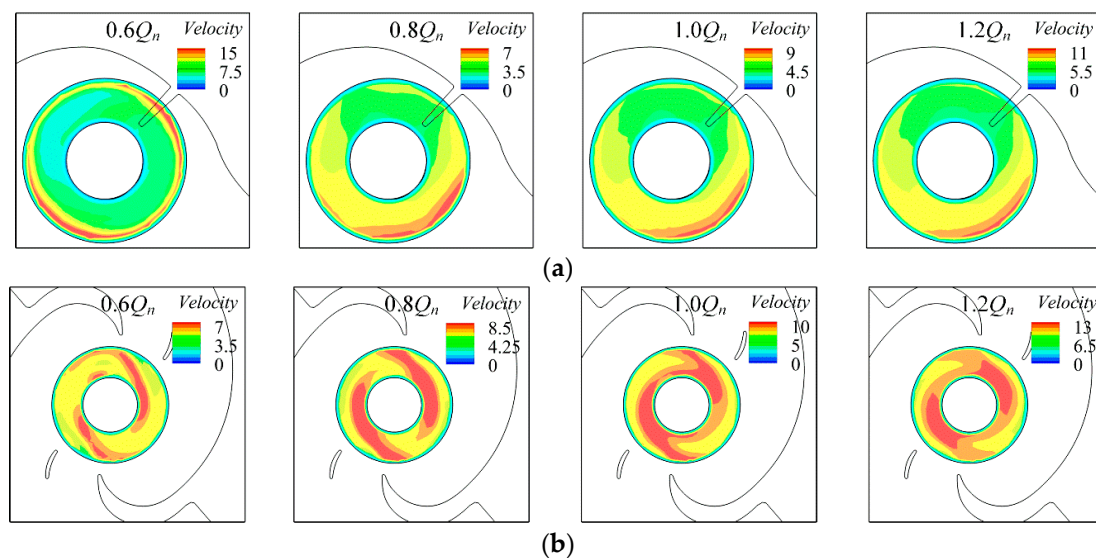 0.6Qn Velocity 15 7.5 0
0.8Qn Velocity 7 3.5 0
1.0Qn Velocity 9 4.5 0
1.2Qn Velocity 11 5.5 0
(a)
0.6Qn Velocity 7 3.5 0
0.8Qn Velocity 8.5 4.25 0
1.0Qn Velocity 10 5 0
1.2Qn Velocity 13 6.5 0
(b)